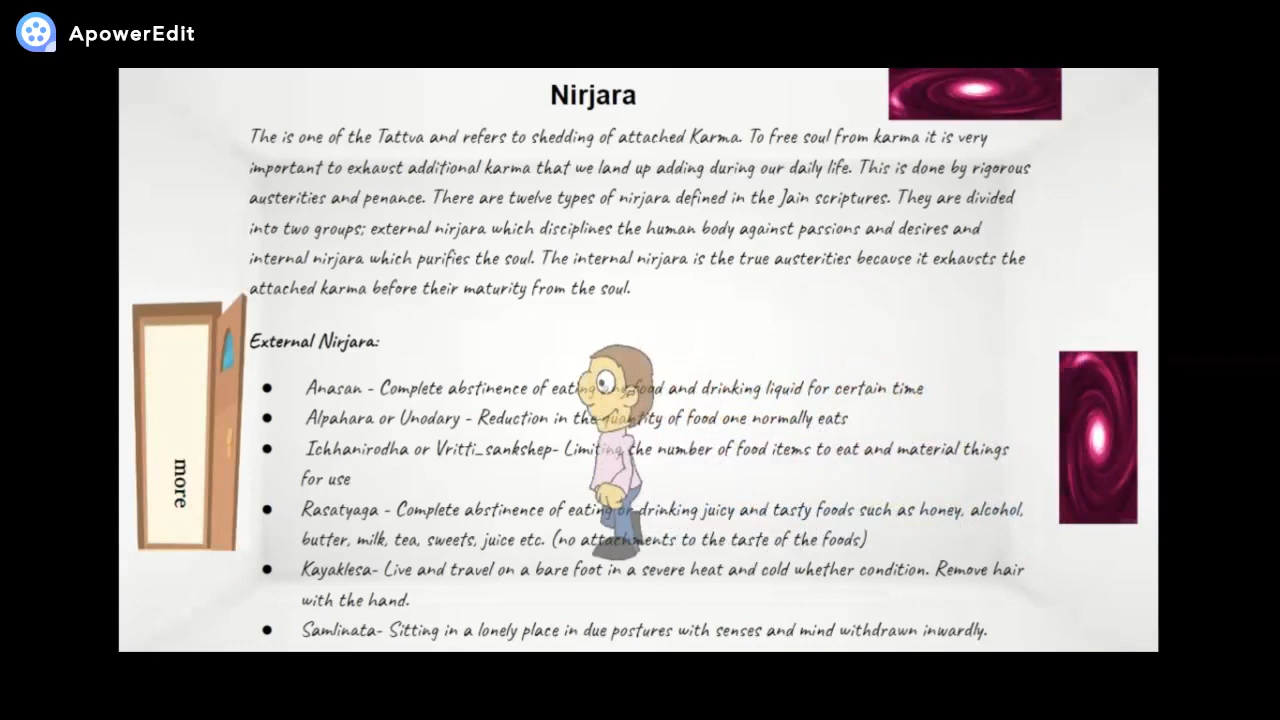 ApowerEdit
Nirjara
The is one of the Tattva and refers to shedding of attached Karma. To free soul from karma it is very
important to exhaust additional karma that we land up adding during our daily life. This is done by rigorous
austerities and penance. There are twelve types of nirjara defined in the Jain scriptures. They are divided
into two groups; external nirjara which disciplines the human body against passions and desires and
internal nirjara which purifies the soul. The internal nirjara is the true austerities because it exhausts the
attached karma before their maturity from the soul.
External Nirjara:
● Anasan - Complete abstinence of eating any food and drinking liquid for certain time
● Alpahara or Unodary - Reduction in the quantity of food one normally eats
● Ichhanirodha or Vritti_sankshep- Limiting the number of food items to eat and material things
for use
● Rasatyaga - Complete abstinence of eating or drinking juicy and tasty foods such as honey, alcohol,
butter, milk, tea, sweets, juice etc. (no attachments to the taste of the foods)
● Kayaklesa- Live and travel on a bare foot in a severe heat and cold whether condition. Remove hair
with the hand.
● Samlinata- Sitting in a lonely place in due postures with senses and mind withdrawn inwardly.
more